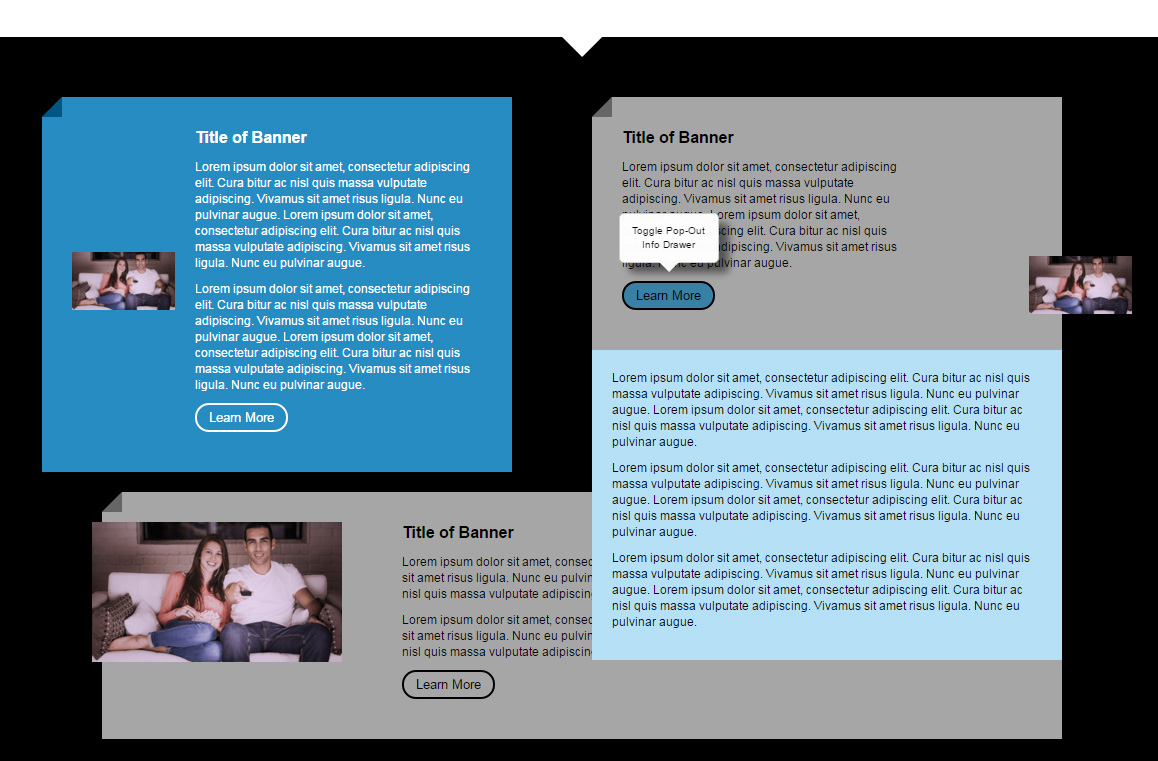 Title of Banner
Lorem ipsum dolor sit amet, consectetur adipiscing
elit. Cura bitur ac nisl quis massa vulputate
adipiscing. Vivamus sit amet risus ligula. Nunc eu
pulvinar augue. Lorem ipsum dolor sit amet,
consectetur adipiscing elit. Cura bitur ac nisl quis
massa vulputate adipiscing. Vivamus sit amet risus
ligula. Nunc eu pulvinar augue.
Lorem ipsum dolor sit amet, consectetur adipiscing
elit. Cura bitur ac nisl quis massa vulputate
adipiscing. Vivamus sit amet risus ligula. Nunc eu
pulvinar augue. Lorem ipsum dolor sit amet,
consectetur adipiscing elit. Cura bitur ac nisl quis
massa vulputate adipiscing. Vivamus sit amet risus
ligula. Nunc eu pulvinar augue.
Learn More
Title of Banner
Lorem ipsum dolor sit amet, consectetur adipiscing
elit. Cura bitur ac nisl quis massa vulputate
adipiscing. Vivamus sit amet risus ligula. Nunc eu
Lorem ipsum dolor sit amet,
elit. Cura bitur ac nisl quis
Vivamus sit amet risus
eu pulvinar augue.
Toggle Pop-Out
Info Drawer
Learn More
Lorem ipsum dolor sit amet, consectetur adipiscing elit. Cura bitur ac nisl quis
massa vulputate adipiscing. Vivamus sit amet risus ligula. Nunc eu pulvinar
augue. Lorem ipsum dolor sit amet, consectetur adipiscing elit. Cura bitur ac
nisl quis massa vulputate adipiscing. Vivamus sit amet risus ligula. Nunc eu
pulvinar augue.
Lorem ipsum dolor sit amet, consectetur adipiscing elit. Cura bitur ac nisl quis
massa vulputate adipiscing. Vivamus sit amet risus ligula. Nunc eu pulvinar
augue. Lorem ipsum dolor sit amet, consectetur adipiscing elit. Cura bitur ac
nisl quis massa vulputate adipiscing. Vivamus sit amet risus ligula. Nunc eu
pulvinar augue.
Lorem ipsum dolor sit amet, consectetur adipiscing elit. Cura bitur ac nisl quis
massa vulputate adipiscing. Vivamus sit amet risus ligula. Nunc eu pulvinar
augue. Lorem ipsum dolor sit amet, consectetur adipiscing elit. Cura bitur ac
nisl quis massa vulputate adipiscing. Vivamus sit amet risus ligula. Nunc eu
pulvinar augue.
Title of Banner
Lorem ipsum dolor sit amet, consec
sit amet risus ligula. Nunc eu pulvin
nisl quis massa vulputate adipiscin
Lorem ipsum dolor sit amet, consec
sit amet risus ligula. Nunc eu pulvin
nisl quis massa vulputate adipiscin
Learn More